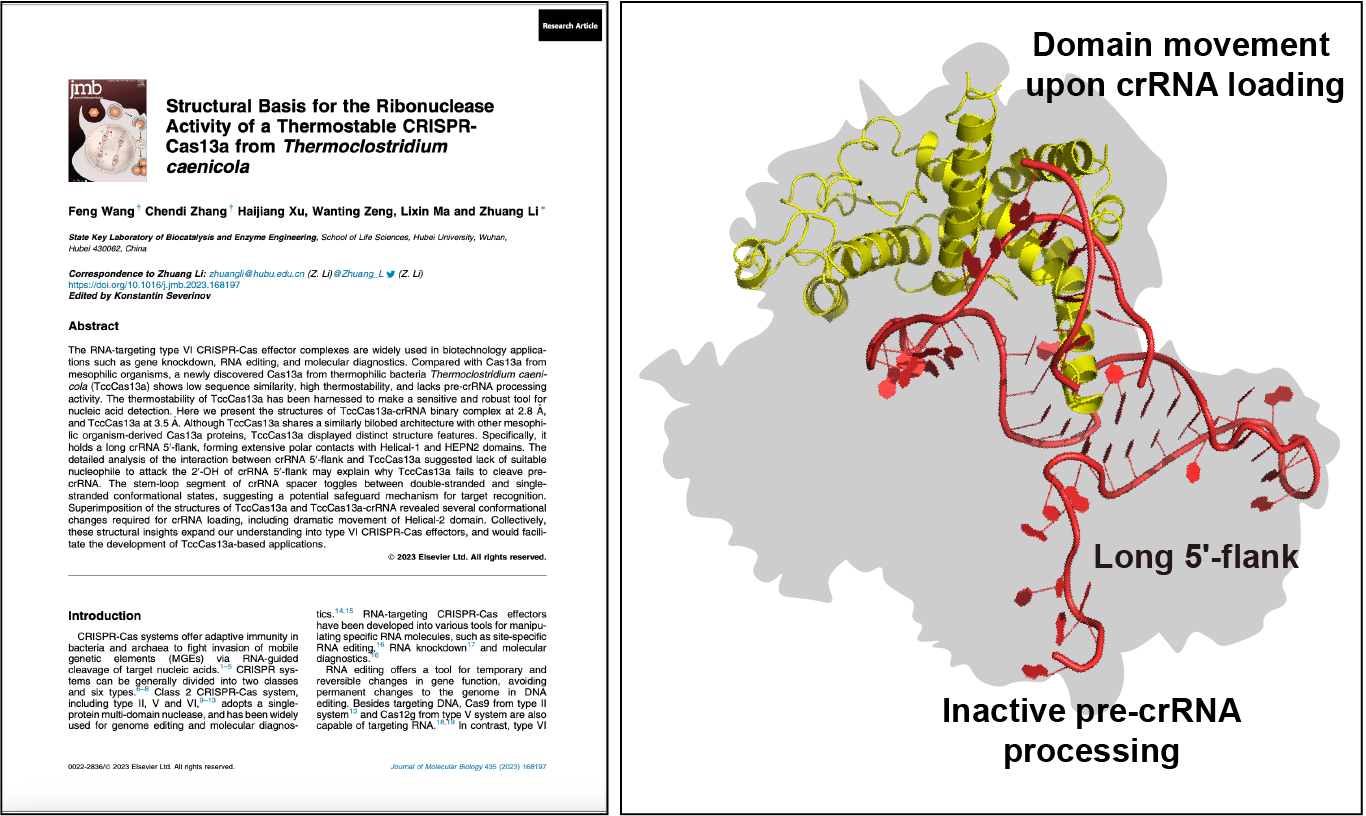 Research Article
jmb
Structural Basis for the Ribonuclease
Activity of a Thermostable CRISPR-
Cas13a from Thermoclostridium
caenicola
Feng Wang † Chendi Zhang † Haijiang Xu, Wanting Zeng, Lixin Ma and Zhuang Li *
State Key Laboratory of Biocatalysis and Enzyme Engineering, School of Life Sciences, Hubei University, Wuhan,
Hubei 430062, China
Correspondence to Zhuang Li: zhuangli@hubu.edu.cn (Z. Li)@Zhuang_L (Z. Li)
https://doi.org/10.1016/j.jmb.2023.168197
Edited by Konstantin Severinov
Abstract
The RNA-targeting type VI CRISPR-Cas effector complexes are widely used in biotechnology applica-
tions such as gene knockdown, RNA editing, and molecular diagnostics. Compared with Cas13a from
mesophilic organisms, a newly discovered Cas13a from thermophilic bacteria Thermoclostridium caeni-
cola (TccCas13a) shows low sequence similarity, high thermostability, and lacks pre-crRNA processing
activity. The thermostability of TccCas13a has been harnessed to make a sensitive and robust tool for
nucleic acid detection. Here we present the structures of TccCas13a-crRNA binary complex at 2.8 Å,
and TccCas13a at 3.5 Å. Although TccCas13a shares a similarly bilobed architecture with other mesophi-
lic organism-derived Cas13a proteins, TccCas13a displayed distinct structure features. Specifically, it
holds a long crRNA 5′-flank, forming extensive polar contacts with Helical-1 and HEPN2 domains. The
detailed analysis of the interaction between crRNA 5′-flank and TccCas13a suggested lack of suitable
nucleophile to attack the 2′-OH of crRNA 5′-flank may explain why TccCas13a fails to cleave pre-
crRNA. The stem-loop segment of crRNA spacer toggles between double-stranded and single-
stranded conformational states, suggesting a potential safeguard mechanism for target recognition.
Superimposition of the structures of TccCas13a and TccCas13a-crRNA revealed several conformational
changes required for crRNA loading, including dramatic movement of Helical-2 domain. Collectively,
these structural insights expand our understanding into type VI CRISPR-Cas effectors, and would facili-
tate the development of TccCas13a-based applications.
© 2023 Elsevier Ltd. All rights reserved.
Introduction
CRISPR-Cas systems offer adaptive immunity in
bacteria and archaea to fight invasion of mobile
genetic elements (MGEs) via RNA-guided
cleavage of target nucleic acids.1–5 CRISPR sys-
tems can be generally divided into two classes
and six types.6–8 Class 2 CRISPR-Cas system,
including type II, V and VI,9–13 adopts a single-
protein multi-domain nuclease, and has been widely
used for genome editing and molecular diagnos-
tics.14,15 RNA-targeting CRISPR-Cas effectors
have been developed into various tools for manipu-
lating specific RNA molecules, such as site-specific
RNA editing,16 RNA knockdown17 and molecular
diagnostics.16
RNA editing offers a tool for temporary and
reversible changes in gene function, avoiding
permanent changes to the genome in DNA
editing. Besides targeting DNA, Cas9 from type II
system13 and Cas12g from type V system are also
capable of targeting RNA.18,19 In contrast, type VI
0022-2836/© 2023 Elsevier Ltd. All rights reserved.
Journal of Molecular Biology 435 (2023) 168197
Domain movement
upon crRNA loading
Long 5'-flank
Inactive pre-crRNA
processing